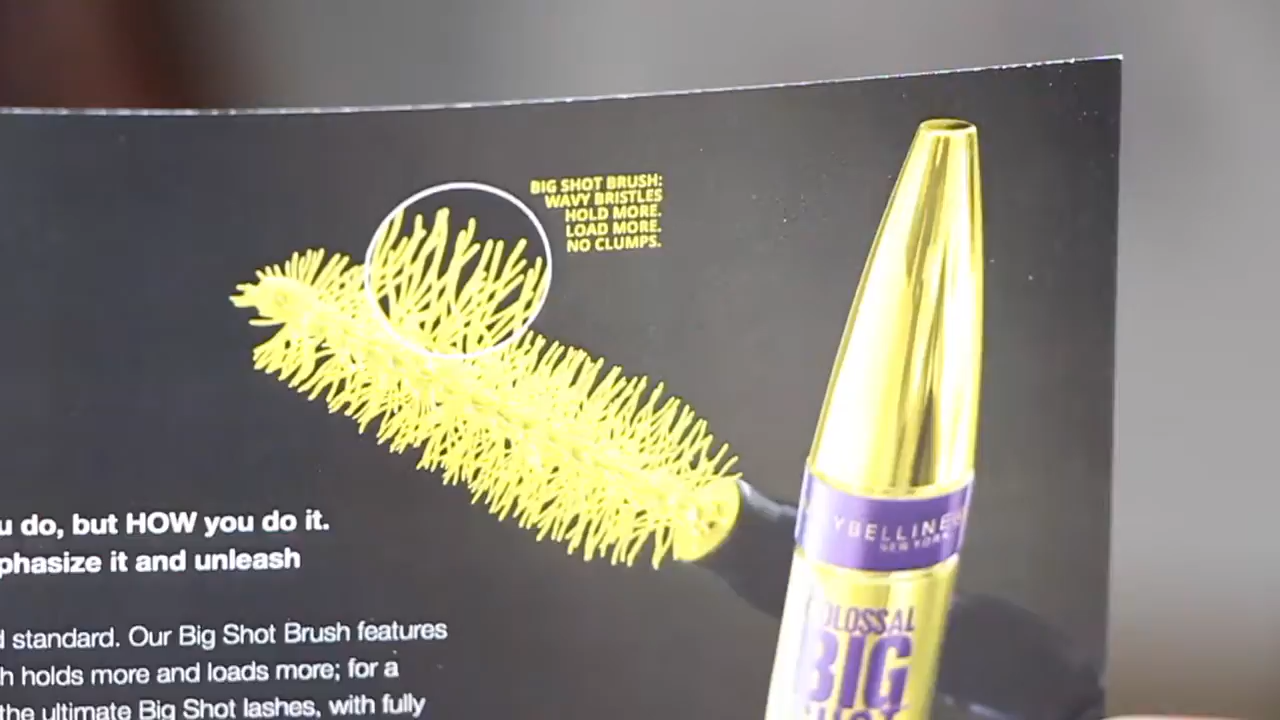 BIG SHOT BRUSH:
WAVY BRISTLES
HOLD MORE.
LOAD MORE.
NO CLUMPS.
YBELLINE
NEW YORK
OLOSSAL
BIG
SHOT
u do, but HOW you do it.
phasize it and unleash
d standard. Our Big Shot Brush features
h holds more and loads more; for a
the ultimate Big Shot lashes, with fully